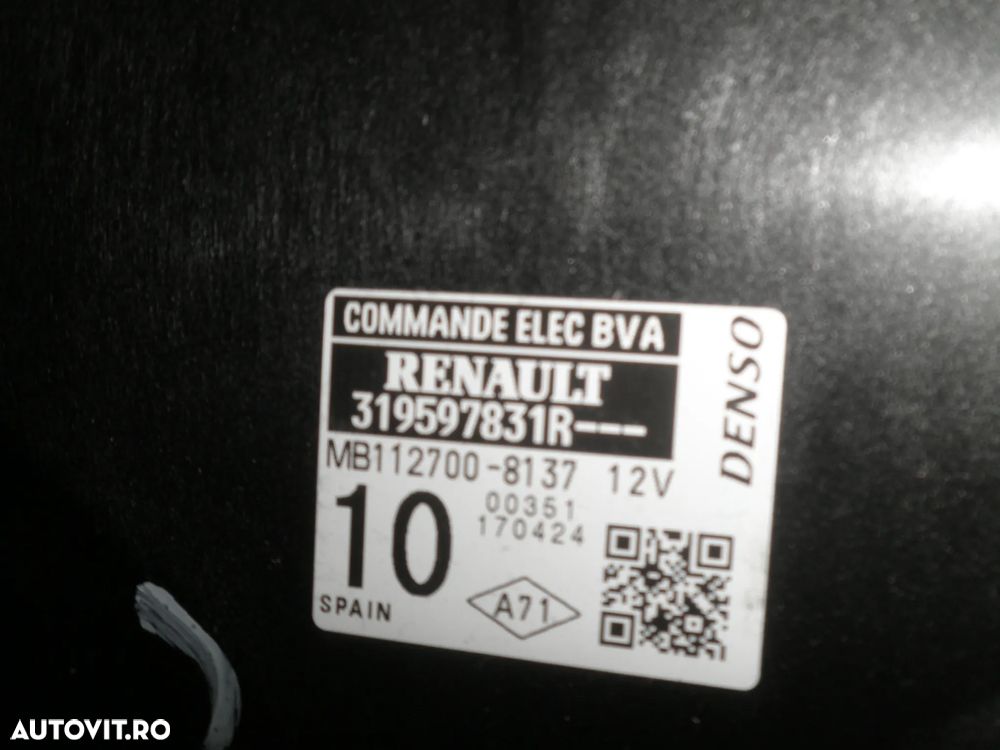 COMMANDE ELEC BVA
RENAULT
319597831R---
MB112700-8137 12V
00351
170424
10
SPAIN
A71
DENSO
AUTOVIT.RO